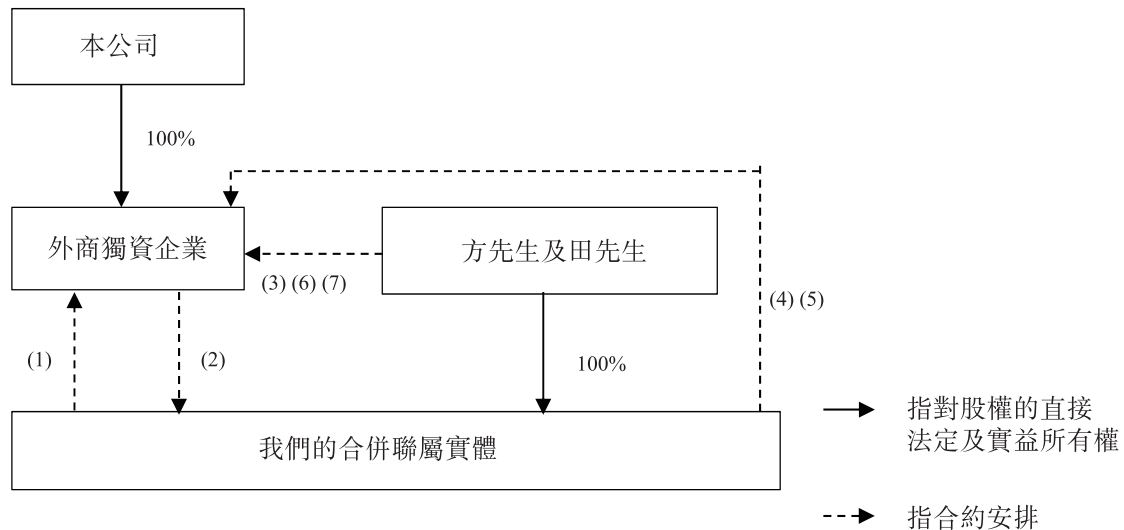 本公司
100%
外商獨資企業
方先生及田先生
(3) (6) (7)
(4) (5)
(1)
(2)
100%
我們的合併聯屬實體
指對股權的直接
法定及實益所有權
指合約安排